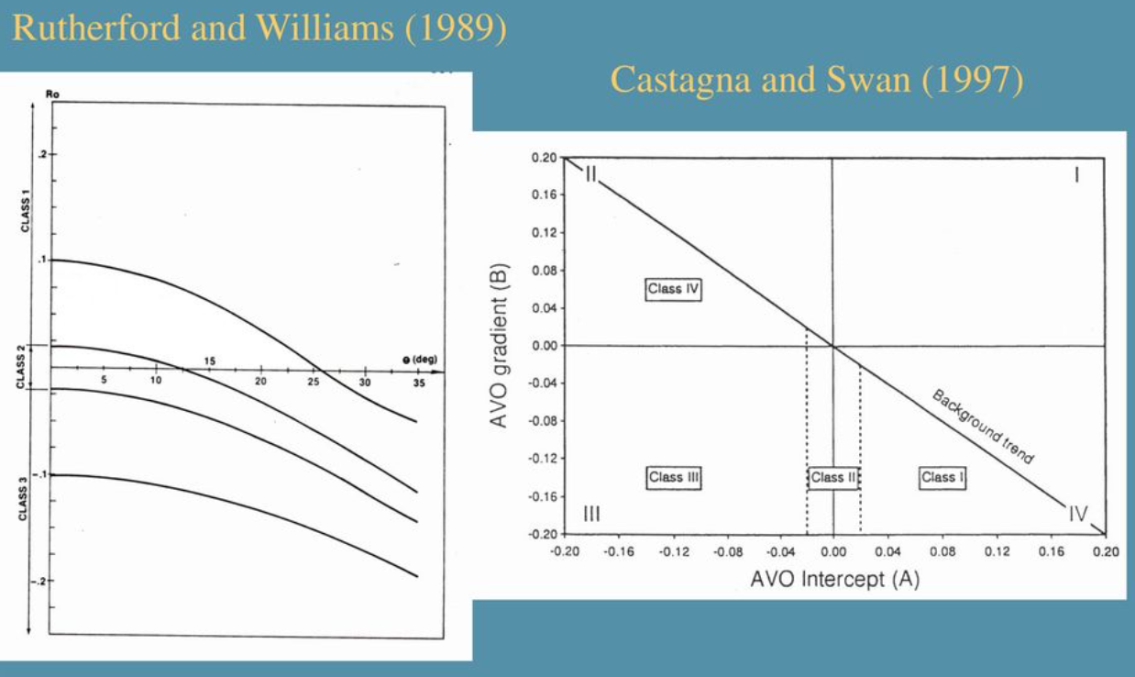 Rutherford and Williams (1989)
Castagna and Swan (1997)
Ro
.2
.1
-.1
-.2
CLASS 1
CLASS 2
CLASS 3
5
10
15
20
25
30
35
θ (deg)
0.20
0.16
0.12
0.08
0.04
0.00
-0.04
-0.08
-0.12
-0.16
-0.20
AVO gradient (B)
II
I
Class IV
Background trend
Class III
Class II
Class I
III
IV
-0.20
-0.16
-0.12
-0.08
-0.04
0.00
0.04
0.08
0.12
0.16
0.20
AVO Intercept (A)